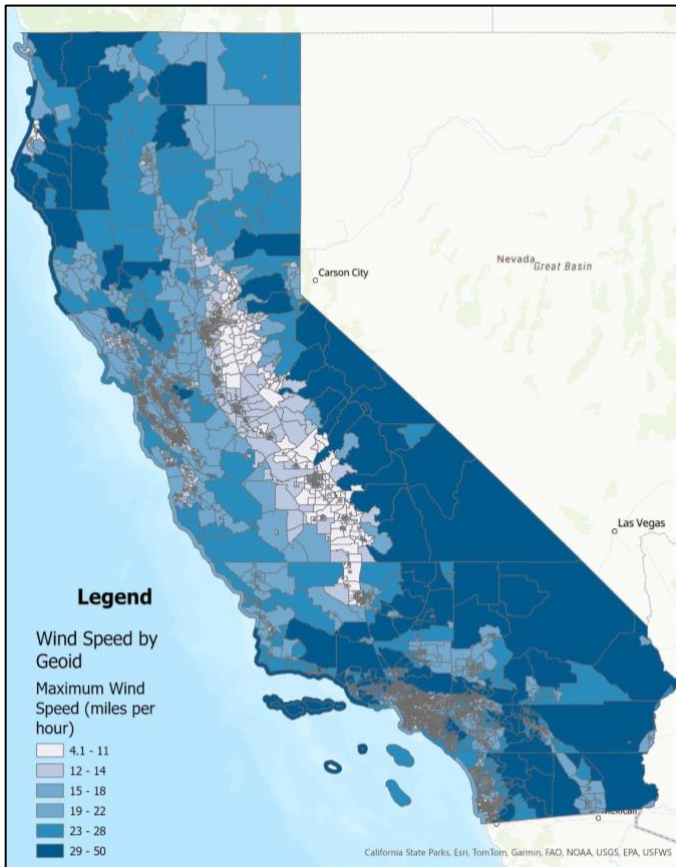 Carson City
Nevada
Great Basin
Las Vegas
Legend
Wind Speed by
Geoid
Maximum Wind
Speed (miles per
hour)
4.1 - 11
12 - 14
15 - 18
19 - 22
23 - 28
29 - 50
Mexicali
California State Parks, Esri, TomTom, Garmin, FAO, NOAA, USGS, EPA, USFWS